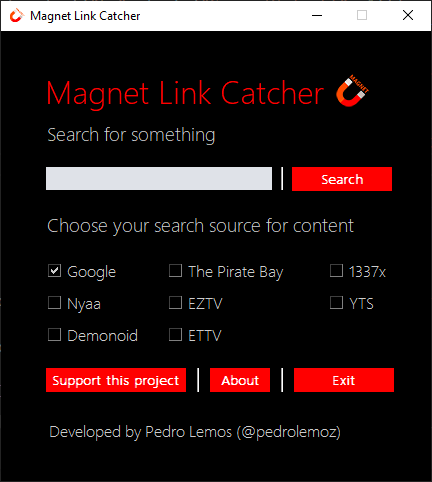 Magnet Link Catcher
Magnet Link Catcher
MAGNET
Search for something
Search
Choose your search source for content
Google The Pirate Bay 1337x
Nyaa EZTV YTS
Demonoid ETTV
Support this project About Exit
Developed by Pedro Lemos (@pedrolemoz)